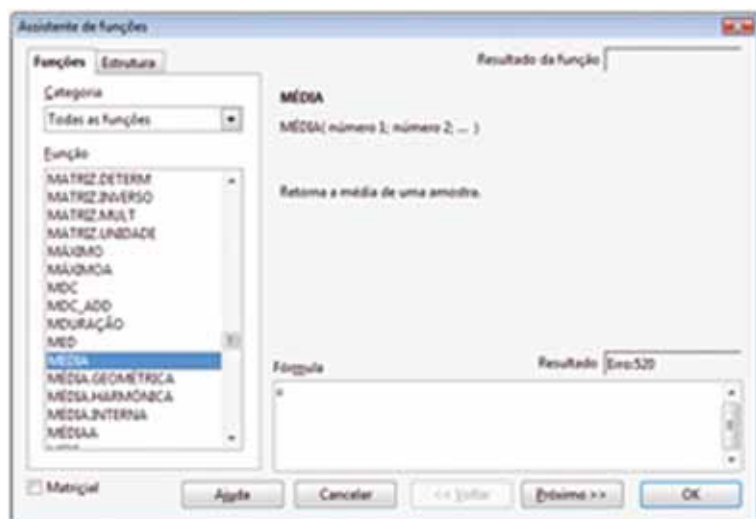 Assistente de funções
Funções Estrutura
Resultado da função
Categoria
Todas as funções
Função
MATRIZ.DETERM
MATRIZ.INVERSO
MATRIZ.MULT
MATRIZ.UNIDADE
MÁXIMO
MÁXIMOA
MDC
MDC_ADD
MDURAÇÃO
MED
MÉDIA
MÉDIA.GEOMÉTRICA
MÉDIA.HARMÔNICA
MÉDIA.INTERNA
MÉDIAA
MÉDIA
MÉDIA( número 1; número 2; ... )
Retorna a média de uma amostra.
Fórmula
Resultado Erro:520
=
Matricial
Ajuda
Cancelar
<< Voltar
Próximo >>
OK